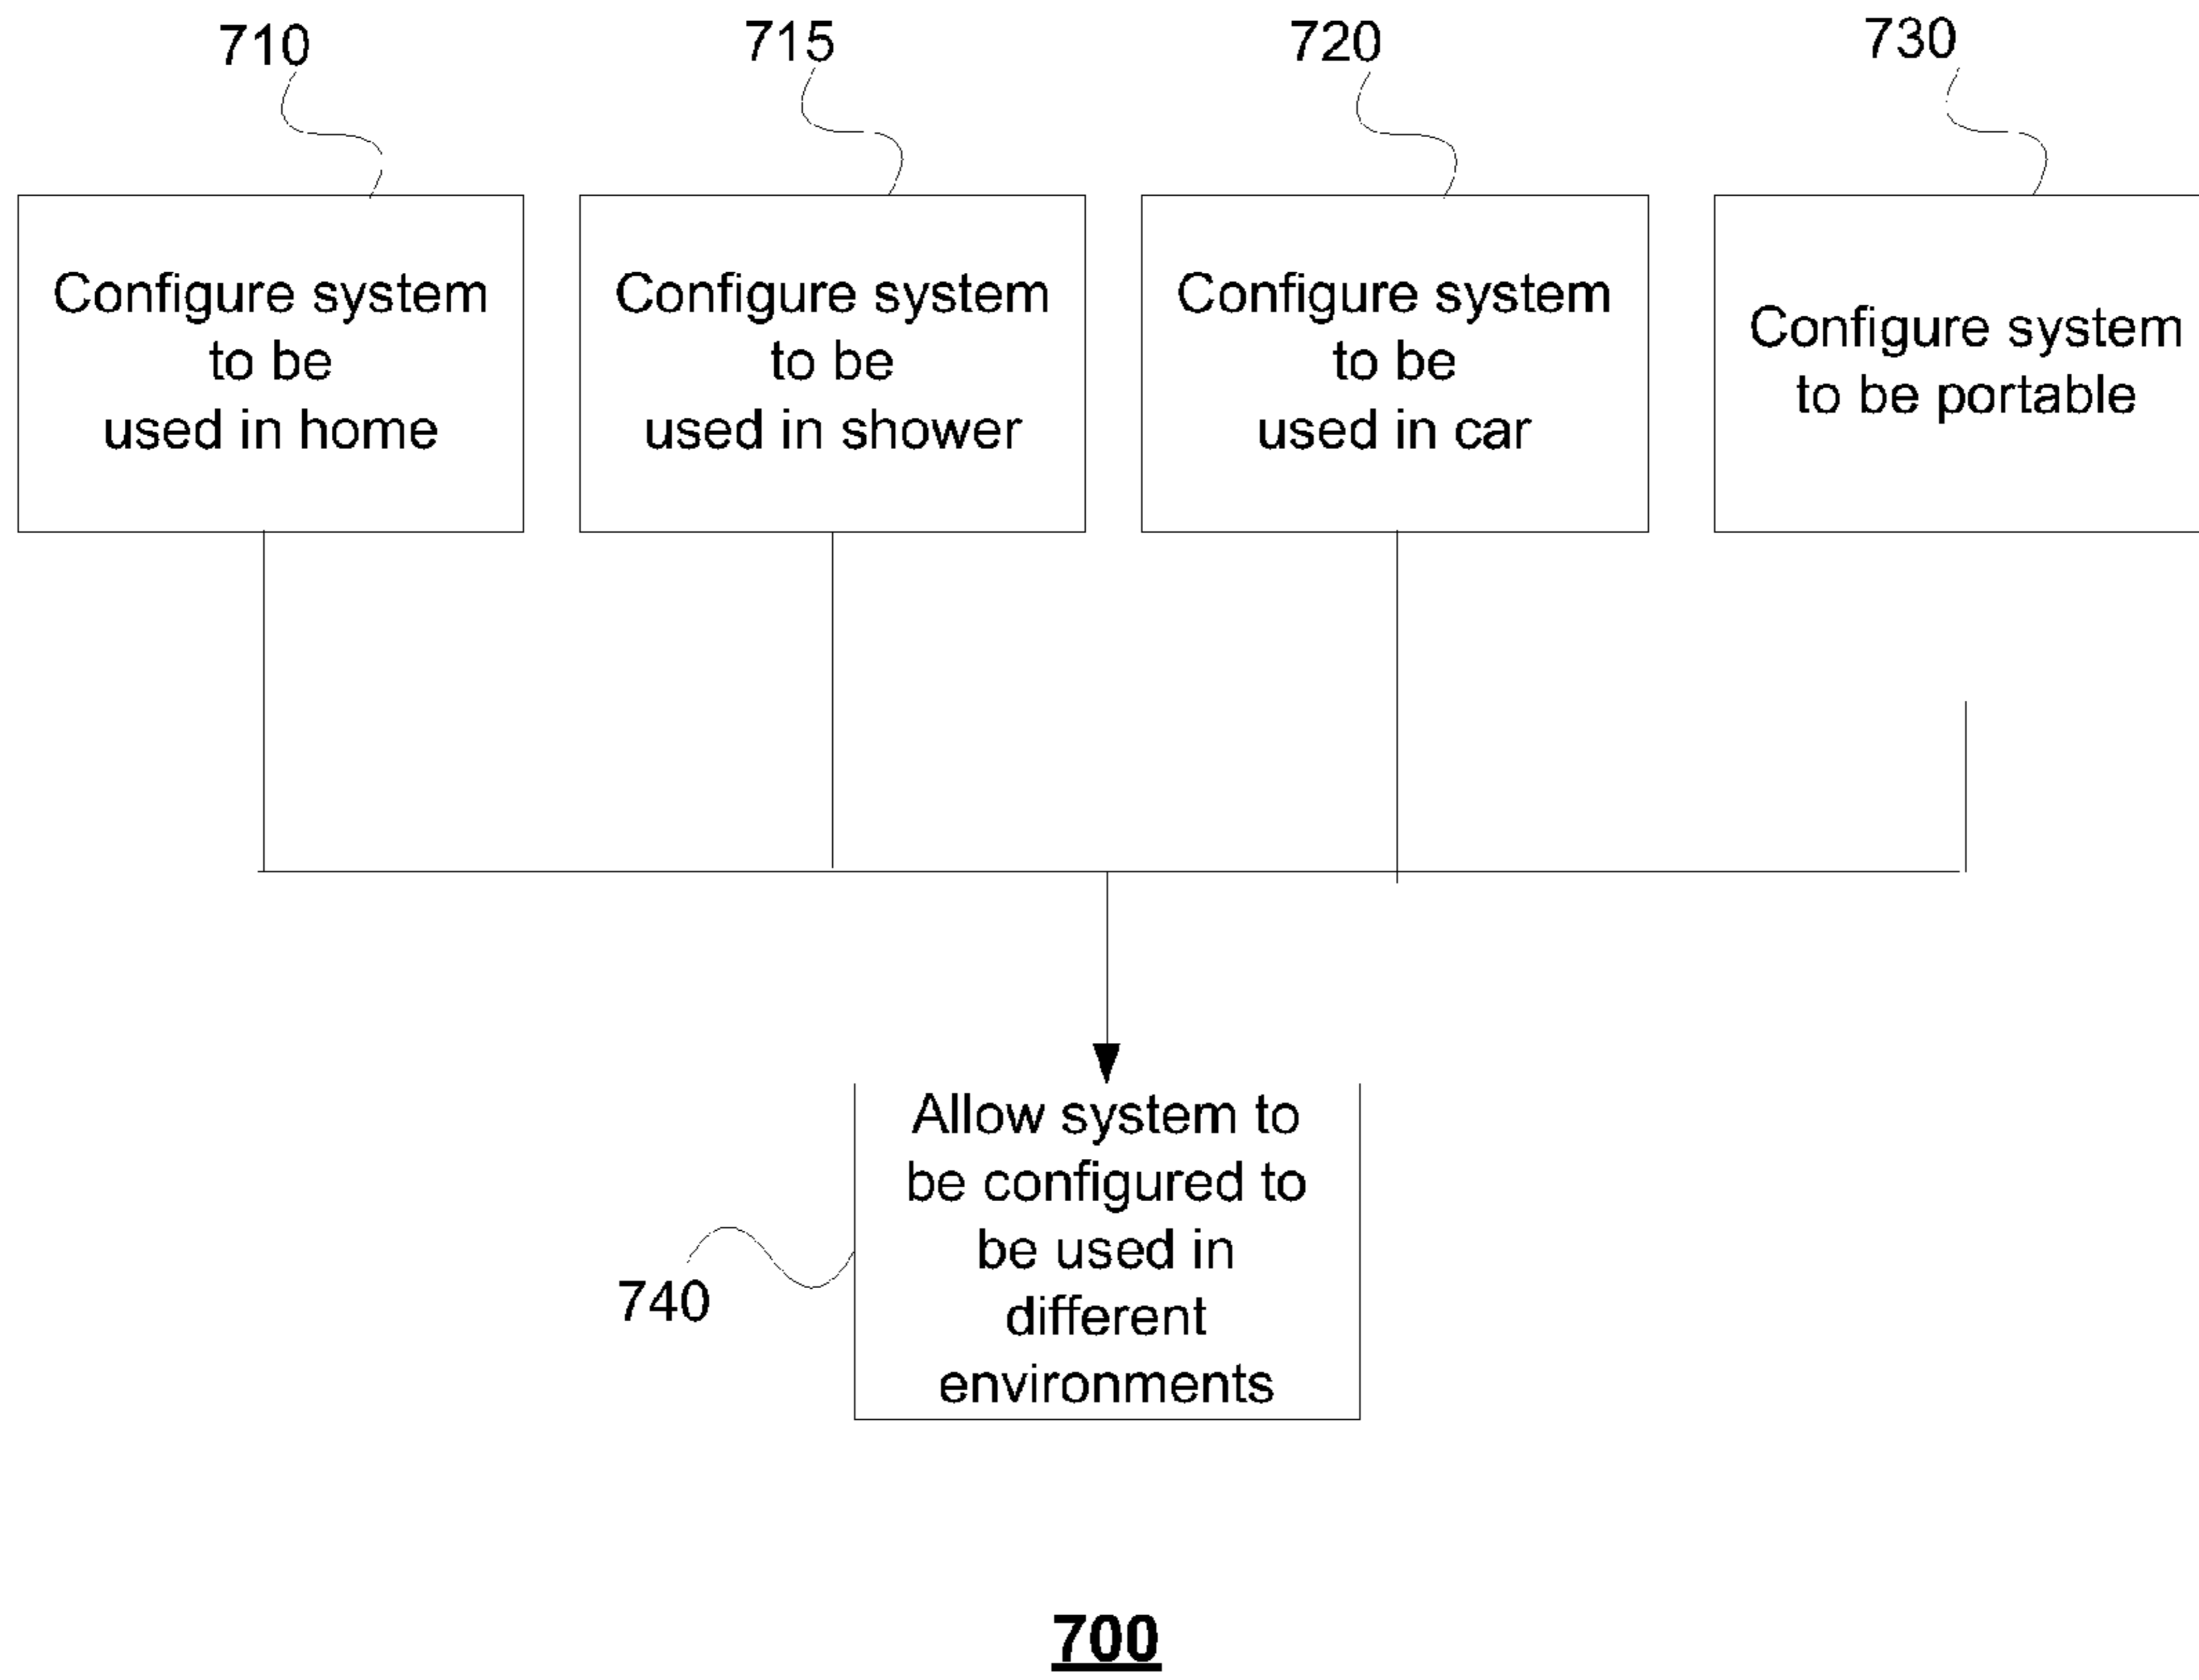 710
715
720
730
Configure system
to be
used in home
Configure system
to be
used in shower
Configure system
to be
used in car
Configure system
to be portable
Allow system to
be configured to
be used in
different
environments
740
700